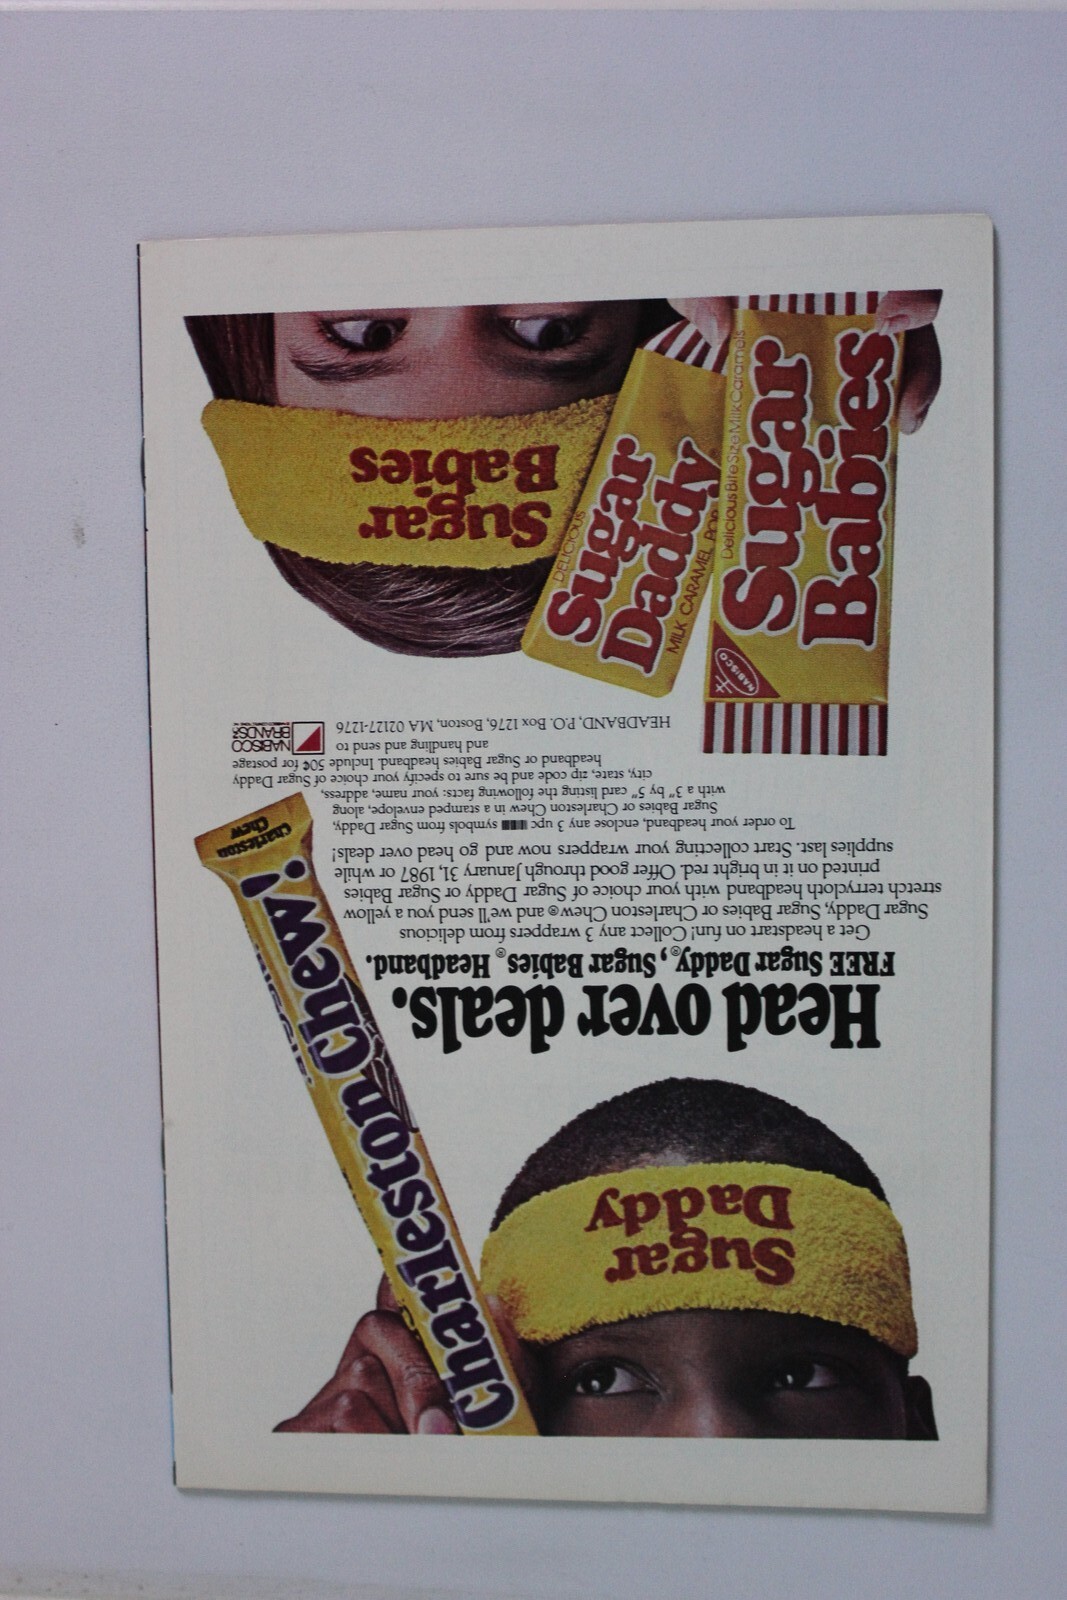 Sugar
Daddy
Charleston Chew!
Charleston
Chew
Head over deals.
FREE Sugar Daddy®, Sugar Babies® Headband.
Get a headstart on fun! Collect any 3 wrappers from delicious
Sugar Daddy, Sugar Babies or Charleston Chew® and we'll send you a yellow
stretch terrycloth headband with your choice of Sugar Daddy or Sugar Babies
printed on it in bright red. Offer good through January 31, 1987 or while
supplies last. Start collecting your wrappers now and go head over deals!
To order your headband, enclose any 3 upc symbols from Sugar Daddy,
Sugar Babies or Charleston Chew in a stamped envelope, along
with a 3" by 5" card listing the following facts: your name, address,
city, state, zip code and be sure to specify your choice of Sugar Daddy
headband or Sugar Babies headband. Include 50¢ for postage
and handling and send to
HEADBAND, P.O. Box 1276, Boston, MA 02127-1276
NABISCO
BRANDS
NABISCO
Sugar
Babies
Delicious Bite Size Milk Caramels
DELICIOUS
Sugar
Daddy
MILK CARAMEL POP
Sugar
Babies